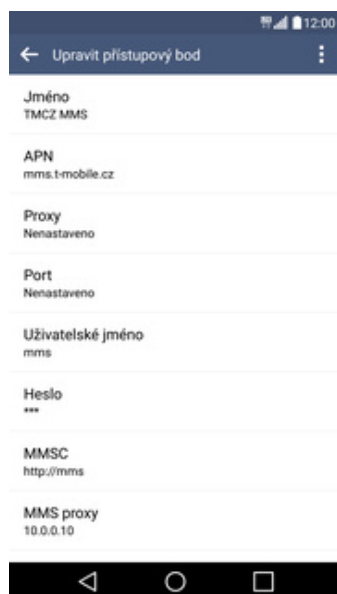 12:00
Upravit přístupový bod
Jméno
TMCZ MMS
APN
mms.t-mobile.cz
Proxy
Nenastaveno
Port
Nenastaveno
Uživatelské jméno
mms
Heslo
***
MMSC
http://mms
MMS proxy
10.0.0.10